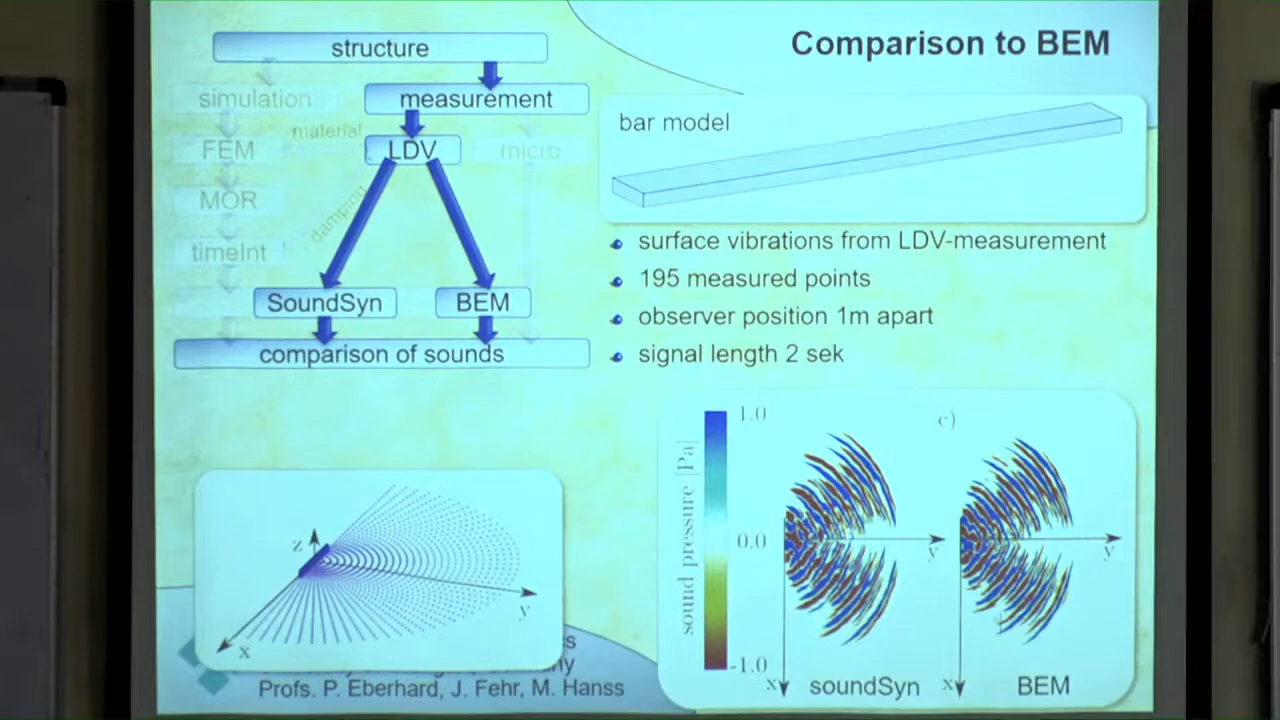 Comparison to BEM
structure
simulation
measurement
material
FEM
LDV
micro
MOR
damping
timeInt
SoundSyn
BEM
comparison of sounds
bar model
surface vibrations from LDV-measurement
195 measured points
observer position 1m apart
signal length 2 sek
z
y
x
Profs. P. Eberhard, J. Fehr, M. Hanss
sound pressure [Pa]
1.0
0.0
-1.0
c)
y
y
x
soundSyn
x
BEM